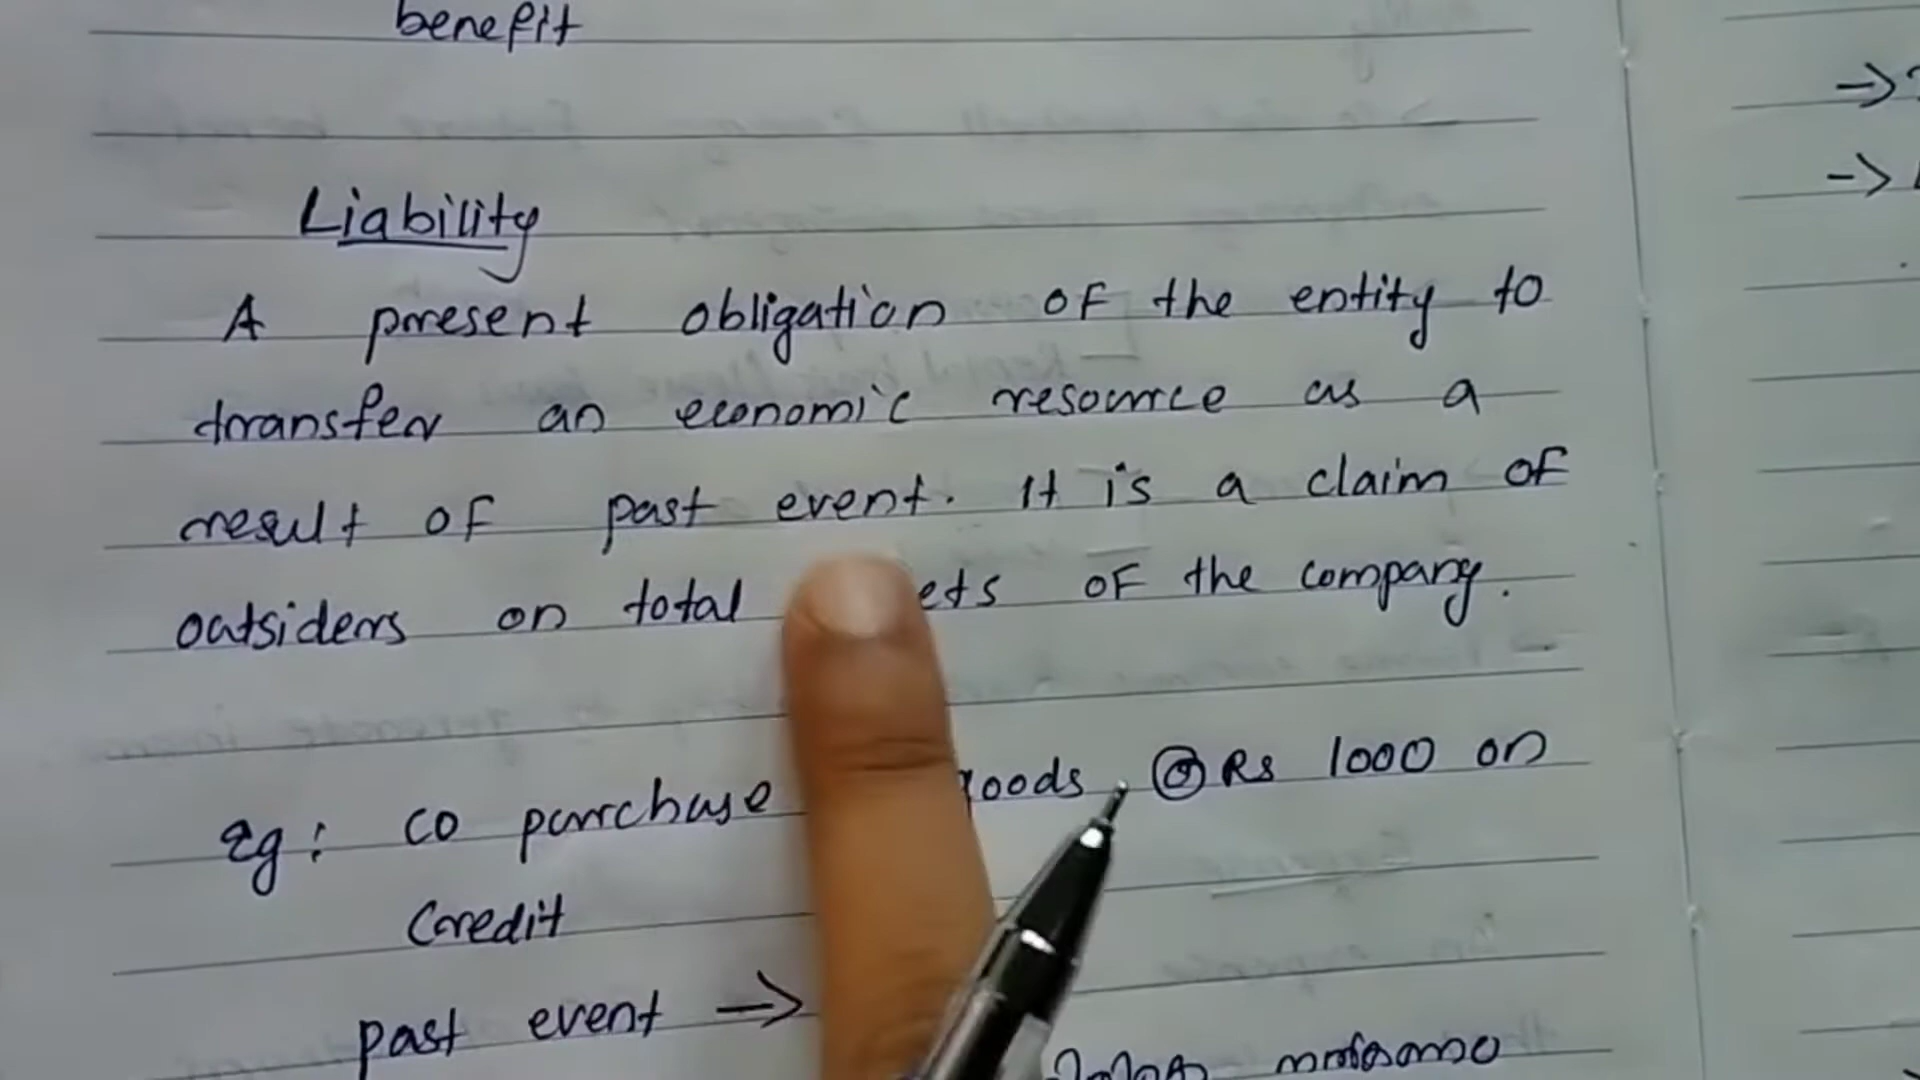 benefit
Liability
A present obligation of the entity to
transfer an economic resource as a
result of past event. It is a claim of
outsiders on total ets of the company.
eg: co purchase goods @ Rs 1000 on
Credit
past event →